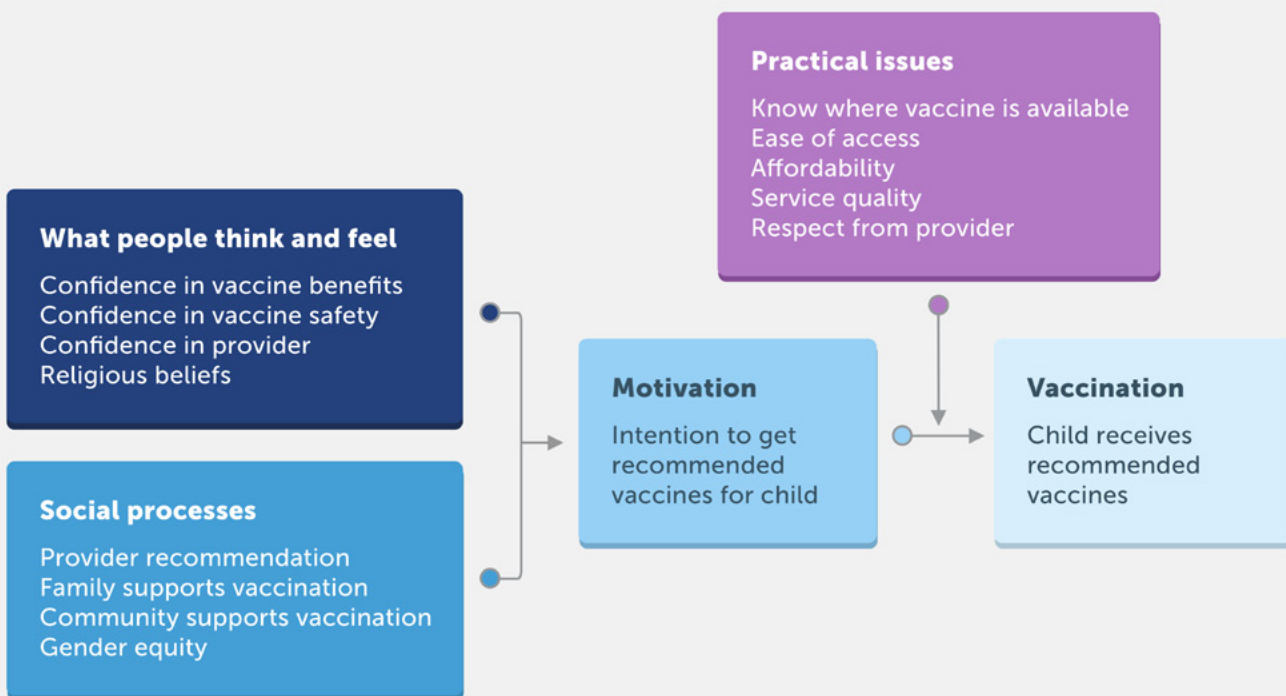 Practical issues
Know where vaccine is available
Ease of access
Affordability
Service quality
Respect from provider
What people think and feel
Confidence in vaccine benefits
Confidence in vaccine safety
Confidence in provider
Religious beliefs
Social processes
Provider recommendation
Family supports vaccination
Community supports vaccination
Gender equity
Motivation
Intention to get
recommended
vaccines for child
Vaccination
Child receives
recommended
vaccines